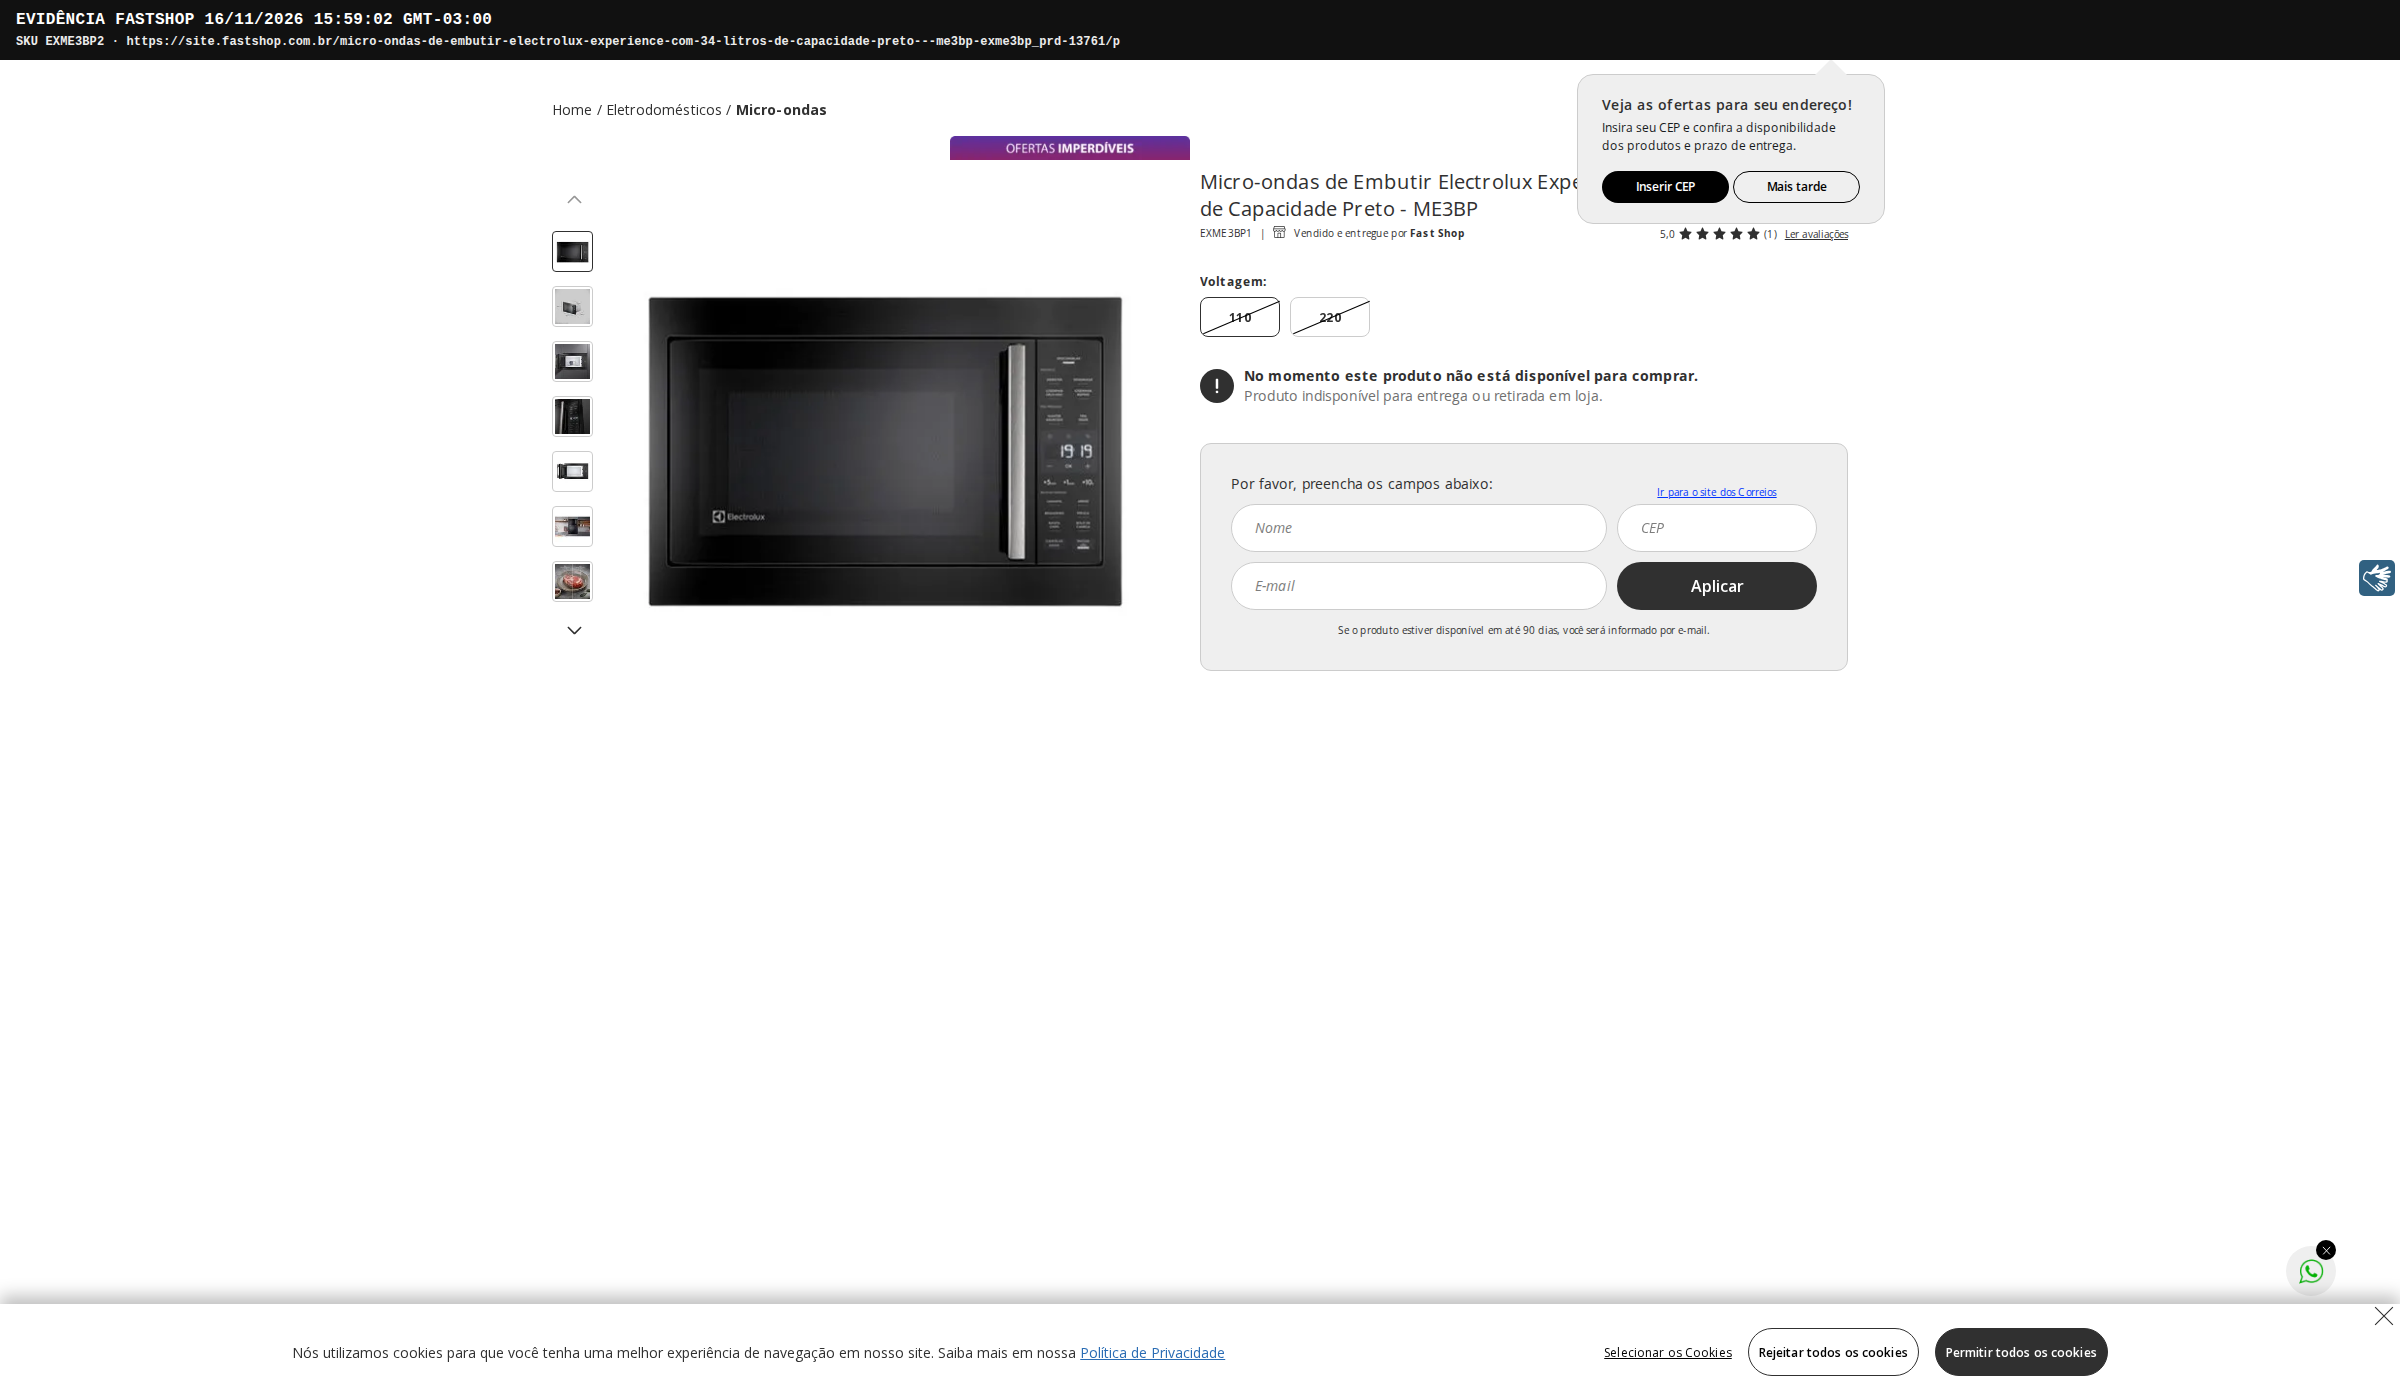 EVIDÊNCIA FASTSHOP 16/11/2026 15:59:02 GMT-03:00
SKU EXME3BP2 · https://site.fastshop.com.br/micro-ondas-de-embutir-electrolux-experience-com-34-litros-de-capacidade-preto---me3bp-exme3bp_prd-13761/p
Home / Eletrodomésticos / Micro-ondas
Veja as ofertas para seu endereço!
Insira seu CEP e confira a disponibilidade
dos produtos e prazo de entrega.
Inserir CEP
Mais tarde
OFERTAS IMPERDÍVEIS
Micro-ondas de Embutir Electrolux Expe
de Capacidade Preto - ME3BP
EXME3BP1 | Vendido e entregue por Fast Shop
5,0 (1) Ler avaliações
Voltagem:
110
220
No momento este produto não está disponível para comprar.
Produto indisponível para entrega ou retirada em loja.
19 19
Electrolux
Por favor, preencha os campos abaixo:
Ir para o site dos Correios
Nome
CEP
E-mail
Aplicar
Se o produto estiver disponível em até 90 dias, você será informado por e-mail.
Nós utilizamos cookies para que você tenha uma melhor experiência de navegação em nosso site. Saiba mais em nossa Política de Privacidade
Selecionar os Cookies
Rejeitar todos os cookies
Permitir todos os cookies